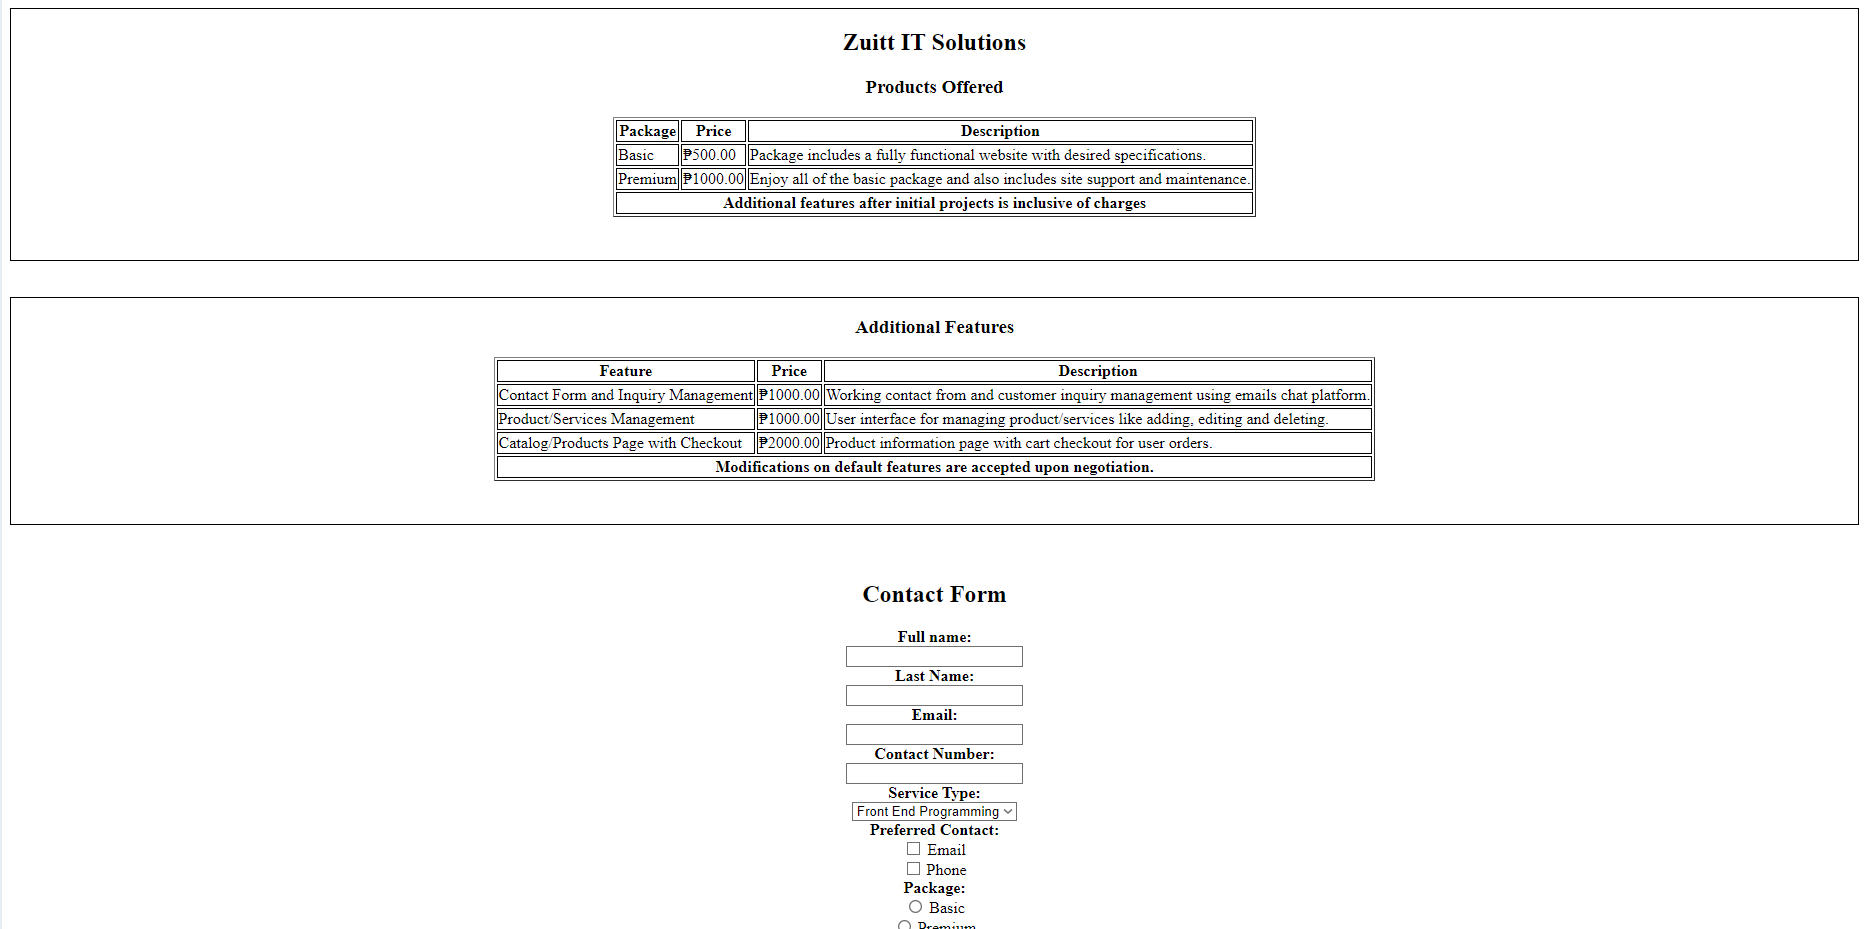 Zuitt IT Solutions
Products Offered
Package Price Description
Basic ₱500.00 Package includes a fully functional website with desired specifications.
Premium ₱1000.00 Enjoy all of the basic package and also includes site support and maintenance.
Additional features after initial projects is inclusive of charges
Additional Features
Feature Price Description
Contact Form and Inquiry Management ₱1000.00 Working contact from and customer inquiry management using emails chat platform.
Product/Services Management ₱1000.00 User interface for managing product/services like adding, editing and deleting.
Catalog/Products Page with Checkout ₱2000.00 Product information page with cart checkout for user orders.
Modifications on default features are accepted upon negotiation.
Contact Form
Full name:
Last Name:
Email:
Contact Number:
Service Type:
Front End Programming
Preferred Contact:
Email
Phone
Package:
Basic
Premium